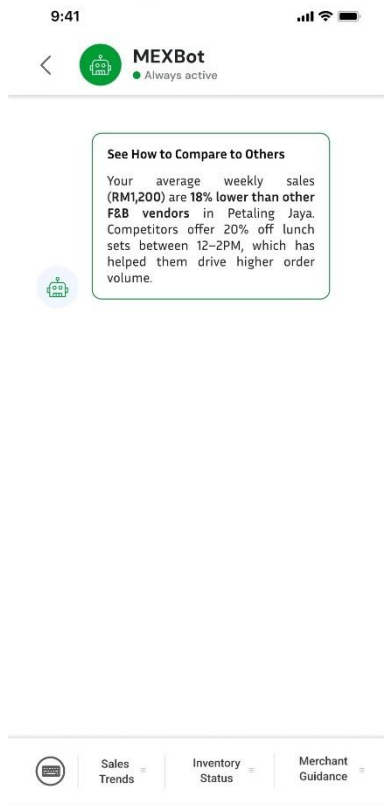 9:41
MEXBot
Always active
See How to Compare to Others
Your average weekly sales
(RM1,200) are 18% lower than other
F&B vendors in Petaling Jaya.
Competitors offer 20% off lunch
sets between 12–2PM, which has
helped them drive higher order
volume.
Sales
Trends
Inventory
Status
Merchant
Guidance